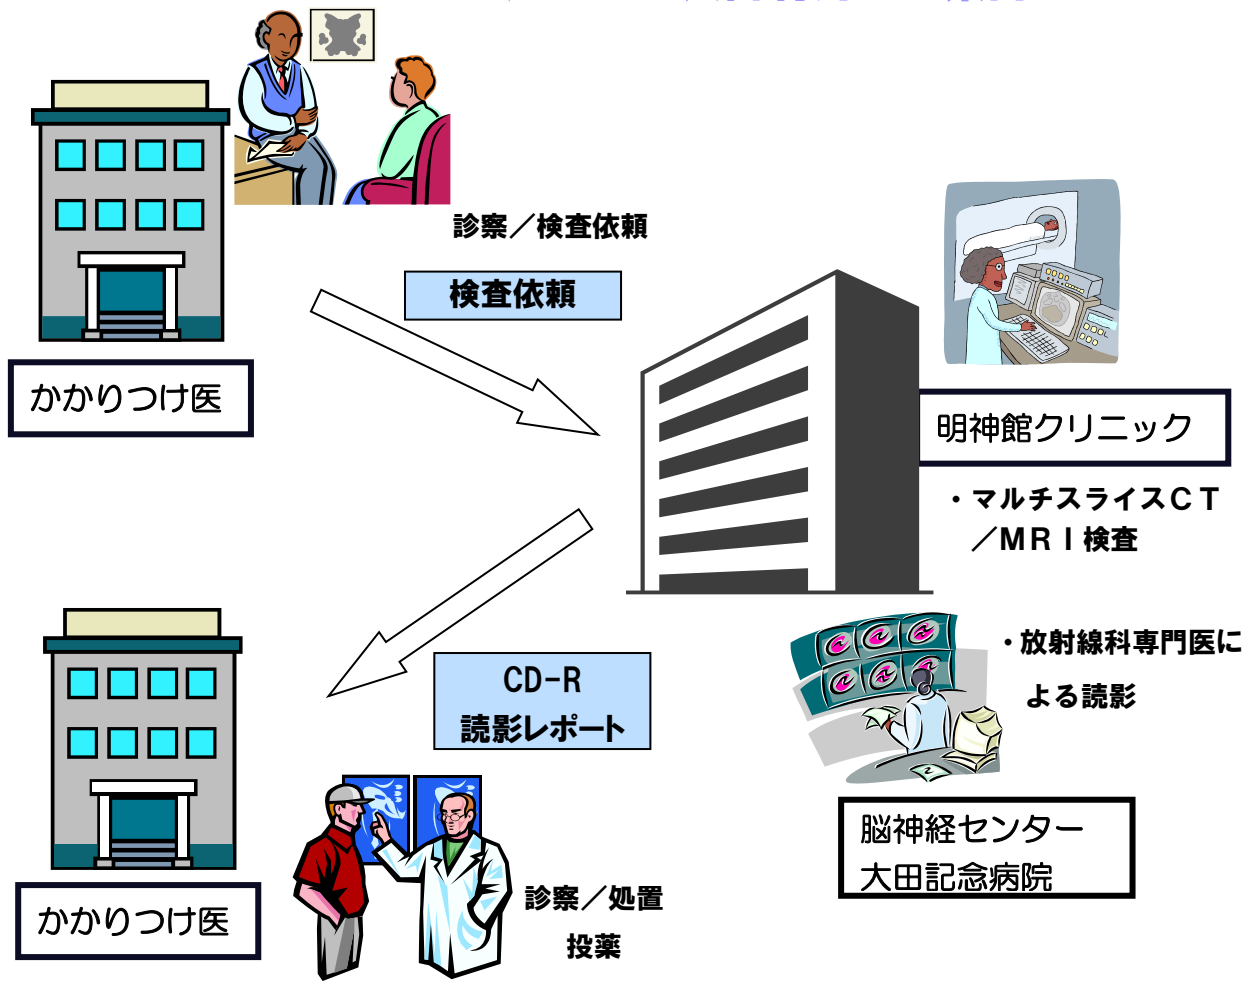 診察／検査依頼
検査依頼
かかりつけ医
明神館クリニック
・マルチスライスＣＴ
／ＭＲＩ検査
CD-R
読影レポート
・放射線科専門医に
よる読影
脳神経センター
大田記念病院
かかりつけ医
診察／処置
投薬